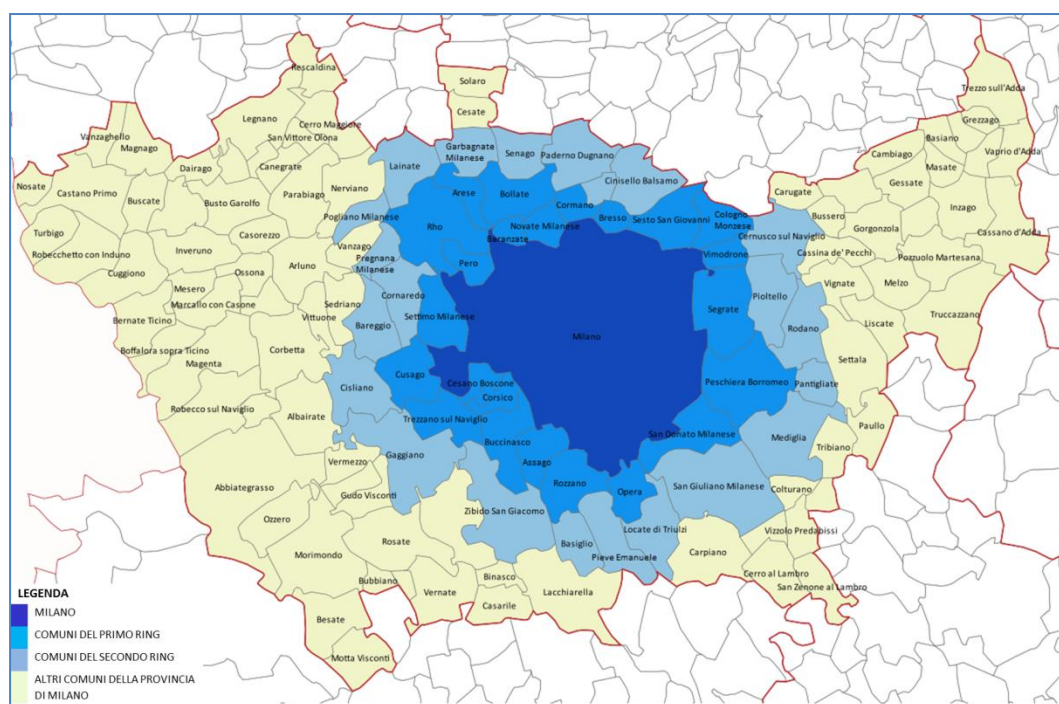 Rescaldina
Solaro
Trezzo sull'Adda
Cesate
Legnano
Grezzago
Cerro Maggiore
Vanzaghello
San Vittore Olona
Basiano
Vaprio d'Adda
Magnago
Garbagnate
Milanese
Senago
Paderno Dugnano
Cambiago
Dairago
Canegrate
Lainate
Masate
Cinisello Balsamo
Gessate
Nosate
Castano Primo
Nerviano
Arese
Bollate
Carugate
Buscate
Parabiago
Busto Garolfo
Cormano
Inzago
Pogliano Milanese
Bresso
Sesto San Giovanni
Cologno
Monzese
Bussero
Turbigo
Rho
Novate Milanese
Gorgonzola
Cassano d'Adda
Casorezzo
Baranzate
Cernusco sul Naviglio
Inveruno
Vanzago
Robecchetto con Induno
Vimodrone
Cassina de' Pecchi
Pregnana
Milanese
Pero
Pozzuolo Martesana
Arluno
Cuggiono
Ossona
Vignate
Melzo
Mesero
Cornaredo
Pioltello
Marcallo con Casone
Sedriano
Segrate
Settimo Milanese
Truccazzano
Bernate Ticino
Vittuone
Bareggio
Liscate
Rodano
Milano
Boffalora sopra Ticino
Corbetta
Settala
Magenta
Cusago
Cisliano
Cesano Boscone
Peschiera Borromeo
Pantigliate
Corsico
Robecco sul Naviglio
Albairate
Trezzano sul Naviglio
Paullo
San Donato Milanese
Mediglia
Buccinasco
Tribiano
Gaggiano
Assago
Vermezzo
Rozzano
Opera
San Giuliano Milanese
Abbiategrasso
Colturano
Gudo Visconti
Zibido San Giacomo
Ozzero
Locate di Triulzi
Vizzolo Predabissi
Rosate
Basiglio
Carpiano
Morimondo
Pieve Emanuele
Binasco
Cerro al Lambro
Bubbiano
San Zenone al Lambro
Vernate
Lacchiarella
Casarile
Besate
Motta Visconti
LEGENDA
MILANO
COMUNI DEL PRIMO RING
COMUNI DEL SECONDO RING
ALTRI COMUNI DELLA PROVINCIA
DI MILANO